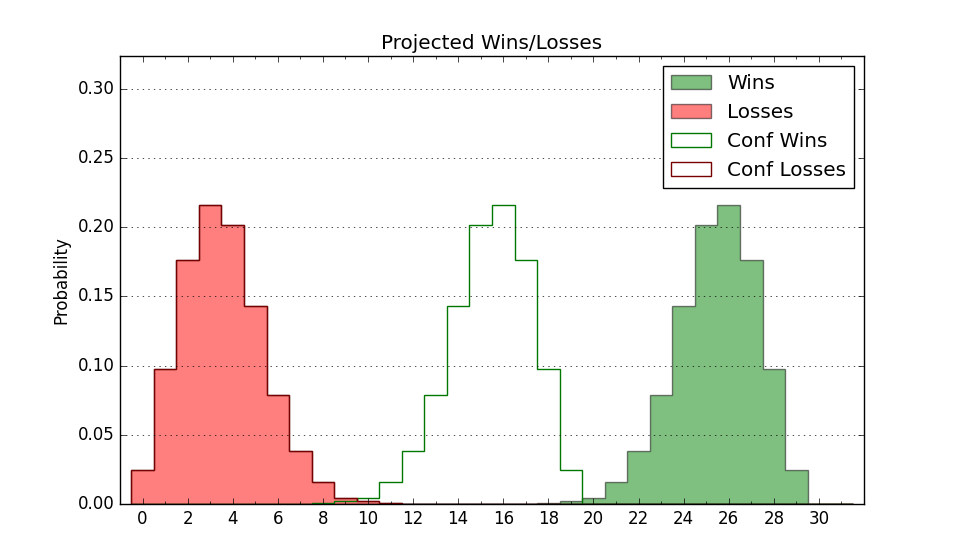 Projected Wins/Losses
Wins
Losses
Conf Wins
Conf Losses
Probability
0.30
0.25
0.20
0.15
0.10
0.05
0.00
0 2 4 6 8 10 12 14 16 18 20 22 24 26 28 30